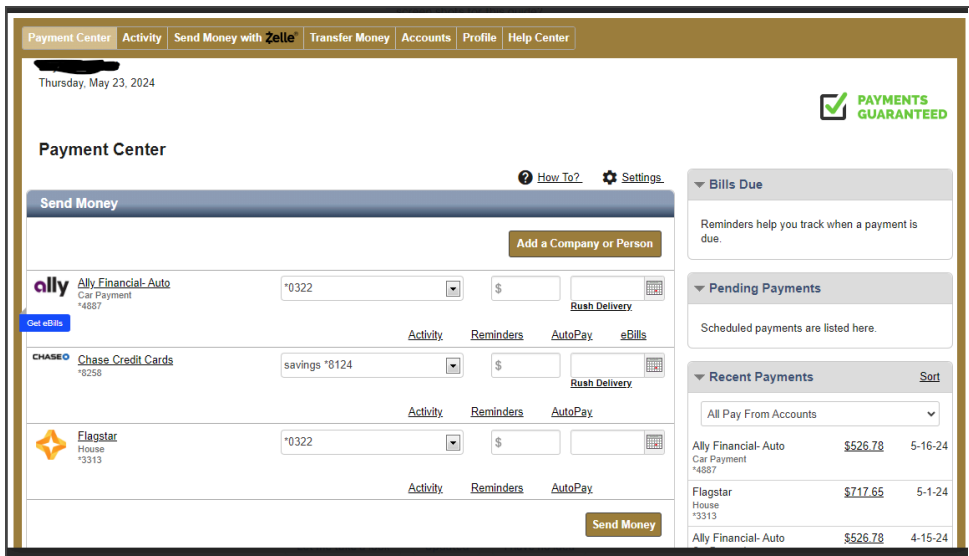 Payment Center Activity Send Money with Zelle® Transfer Money Accounts Profile Help Center
Thursday, May 23, 2024
PAYMENTS
GUARANTEED
Payment Center
? How To? Settings
Send Money
Add a Company or Person
ally Ally Financial- Auto *0322 $
Car Payment
*4887
Rush Delivery
Get eBills
Activity Reminders AutoPay eBills
CHASE Chase Credit Cards savings *8124 $
*8258
Rush Delivery
Activity Reminders AutoPay
Flagstar *0322 $
House
*3313
Activity Reminders AutoPay
Send Money
Bills Due
Reminders help you track when a payment is
due.
Pending Payments
Scheduled payments are listed here.
Recent Payments Sort
All Pay From Accounts
Ally Financial- Auto $526.78 5-16-24
Car Payment
*4887
Flagstar $717.65 5-1-24
House
*3313
Ally Financial- Auto $526.78 4-15-24